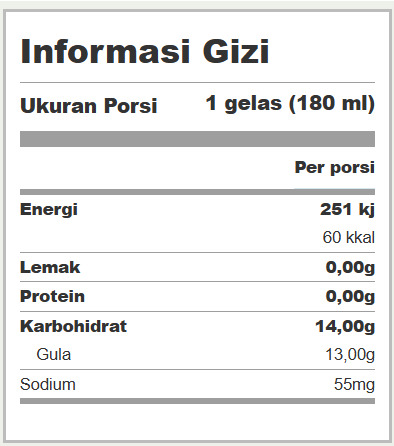 Informasi Gizi
Ukuran Porsi 1 gelas (180 ml)
Per porsi
Energi 251 kj
60 kkal
Lemak 0,00g
Protein 0,00g
Karbohidrat 14,00g
Gula 13,00g
Sodium 55mg